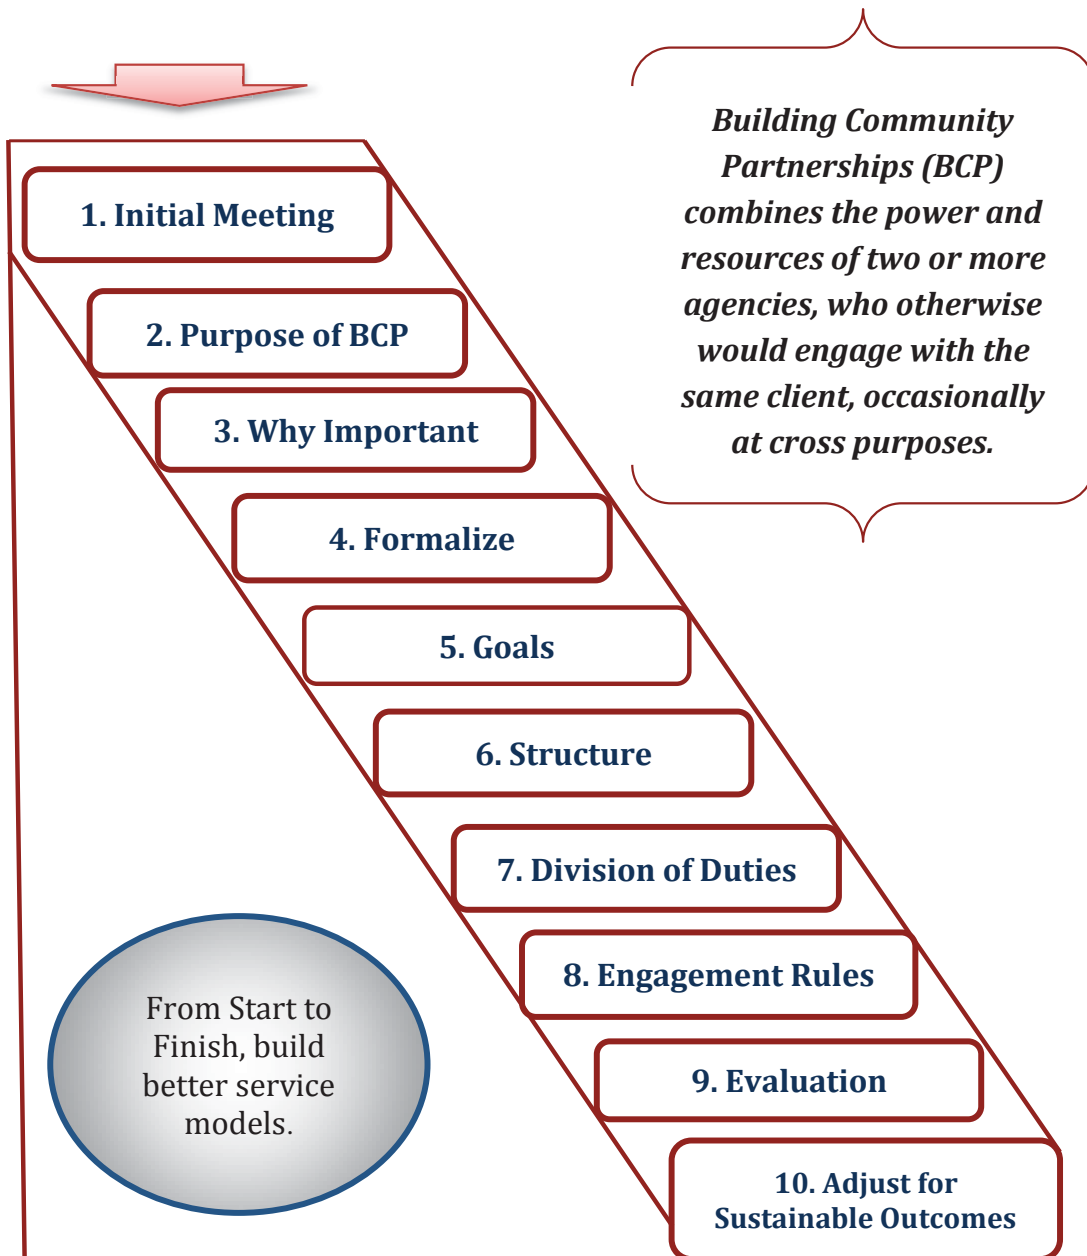 Building Community
Partnerships (BCP)
combines the power and
resources of two or more
agencies, who otherwise
would engage with the
same client, occasionally
at cross purposes.
1. Initial Meeting
2. Purpose of BCP
3. Why Important
4. Formalize
5. Goals
6. Structure
7. Division of Duties
8. Engagement Rules
9. Evaluation
10. Adjust for
Sustainable Outcomes
From Start to
Finish, build
better service
models.